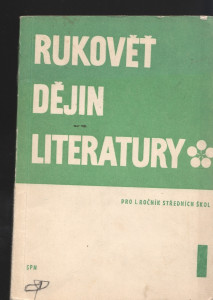 RUKOVĚŤ
DĚJIN
LITERATURY
PRO I. ROČNÍK STŘEDNÍCH ŠKOL
SPN
I